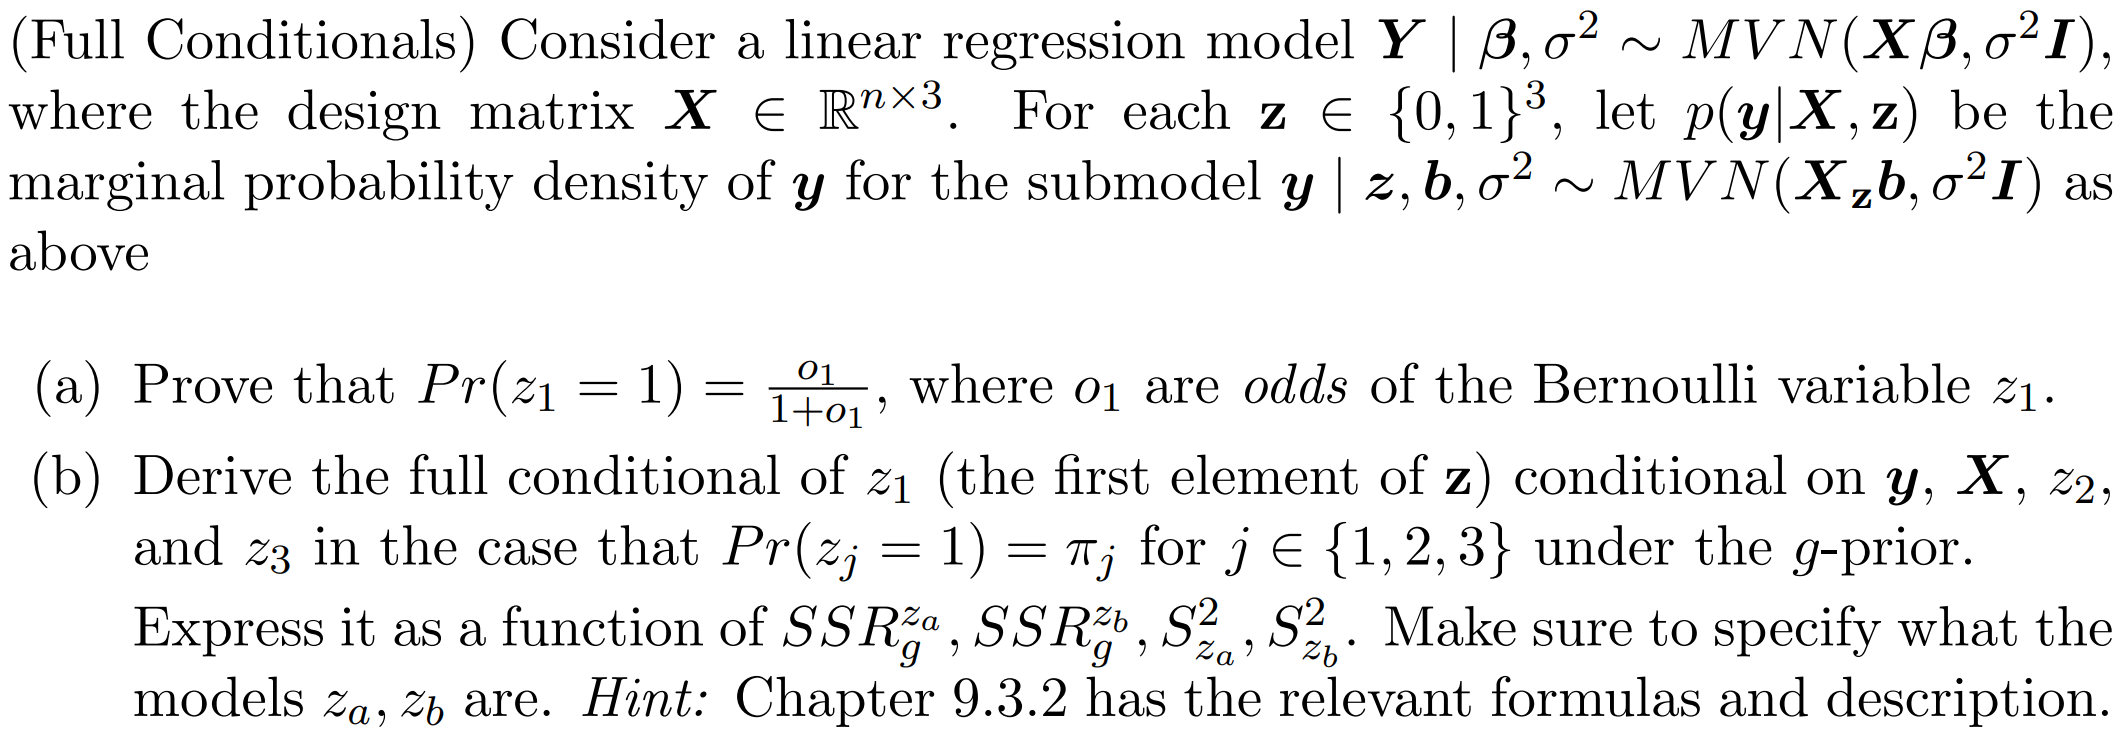 (Full Conditionals) Consider a linear regression model $\boldsymbol{Y} \mid \boldsymbol{\beta}, \sigma^2 \sim MVN(\boldsymbol{X}\boldsymbol{\beta}, \sigma^2\boldsymbol{I})$,
where the design matrix $\boldsymbol{X} \in \mathbb{R}^{n\times 3}$. For each $\mathbf{z} \in \{0,1\}^3$, let $p(\boldsymbol{y}|\boldsymbol{X},\mathbf{z})$ be the
marginal probability density of $\boldsymbol{y}$ for the submodel $\boldsymbol{y} \mid \boldsymbol{z}, \boldsymbol{b}, \sigma^2 \sim MVN(\boldsymbol{X}_{\mathbf{z}}\boldsymbol{b}, \sigma^2\boldsymbol{I})$ as
above
(a) Prove that $Pr(z_1 = 1) = \frac{o_1}{1+o_1}$, where $o_1$ are odds of the Bernoulli variable $z_1$.
(b) Derive the full conditional of $z_1$ (the first element of $\mathbf{z}$) conditional on $\boldsymbol{y}$, $\boldsymbol{X}$, $z_2$,
and $z_3$ in the case that $Pr(z_j = 1) = \pi_j$ for $j \in \{1,2,3\}$ under the $g$-prior.
Express it as a function of $SSR_g^{z_a}, SSR_g^{z_b}, S_{z_a}^2, S_{z_b}^2$. Make sure to specify what the
models $z_a, z_b$ are. Hint: Chapter 9.3.2 has the relevant formulas and description.